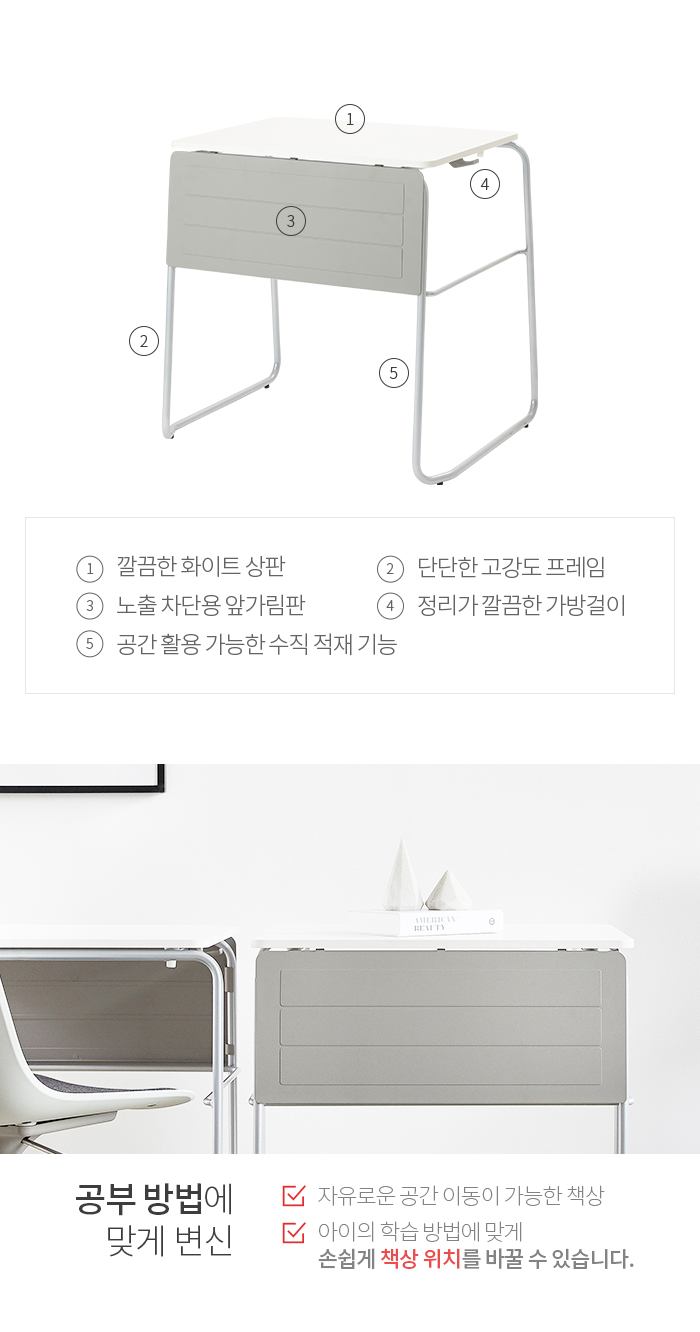 1
4
3
2
5
1 깔끔한 화이트 상판
2 단단한 고강도 프레임
3 노출 차단용 앞가림판
4 정리가 깔끔한 가방걸이
5 공간 활용 가능한 수직 적재 기능
AMERICAN
BEAUTY
공부 방법에
맞게 변신
자유로운 공간 이동이 가능한 책상
아이의 학습 방법에 맞게
손쉽게 책상 위치를 바꿀 수 있습니다.